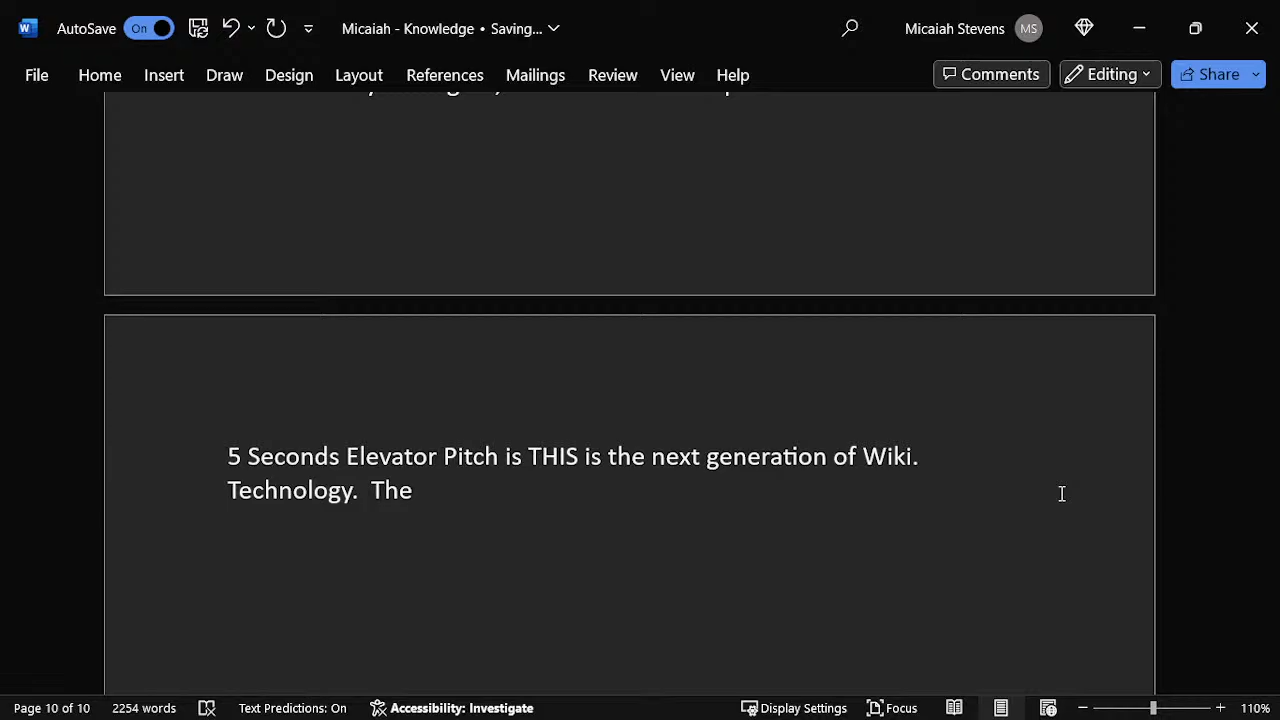 AutoSave On Micaiah - Knowledge • Saving... Micaiah Stevens MS
File Home Insert Draw Design Layout References Mailings Review View Help Comments Editing Share
5 Seconds Elevator Pitch is THIS is the next generation of Wiki.
Technology.  The
Page 10 of 10 2254 words Text Predictions: On Accessibility: Investigate Display Settings Focus 110%